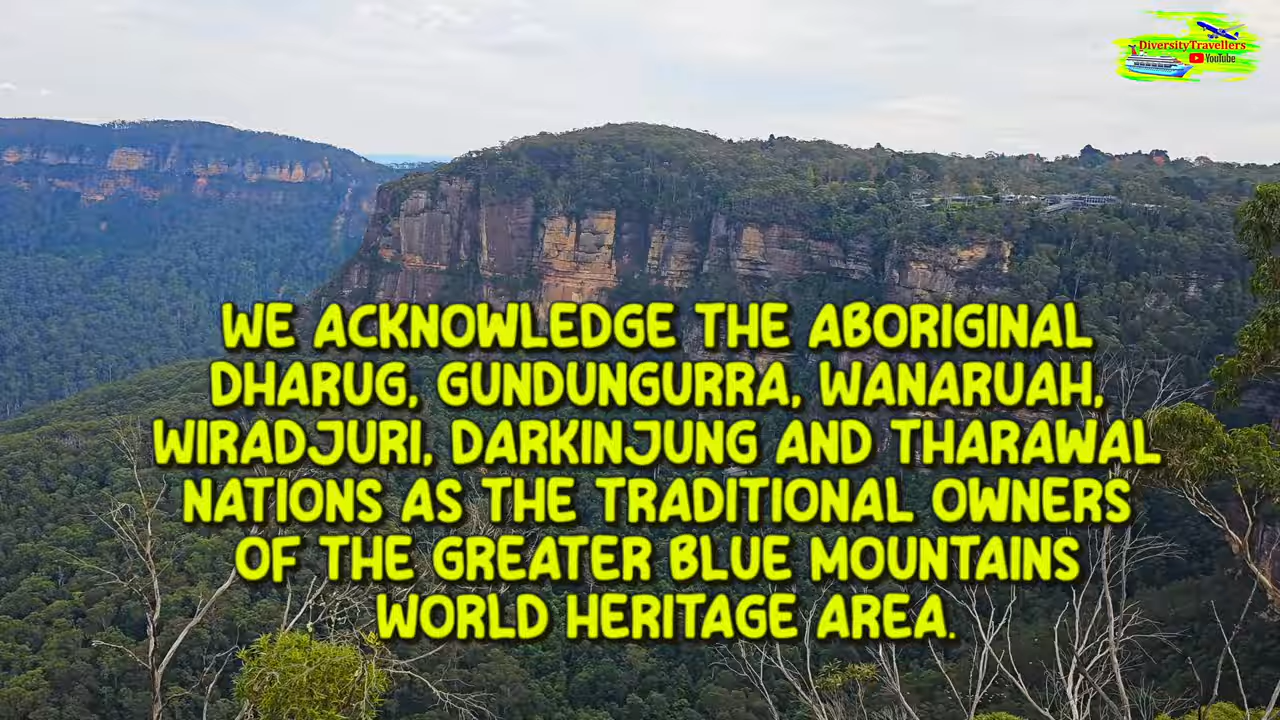 DiversityTravellers
YouTube
WE ACKNOWLEDGE THE ABORIGINAL
DHARUG, GUNDUNGURRA, WANARUAH,
WIRADJURI, DARKINJUNG AND THARAWAL
NATIONS AS THE TRADITIONAL OWNERS
OF THE GREATER BLUE MOUNTAINS
WORLD HERITAGE AREA.